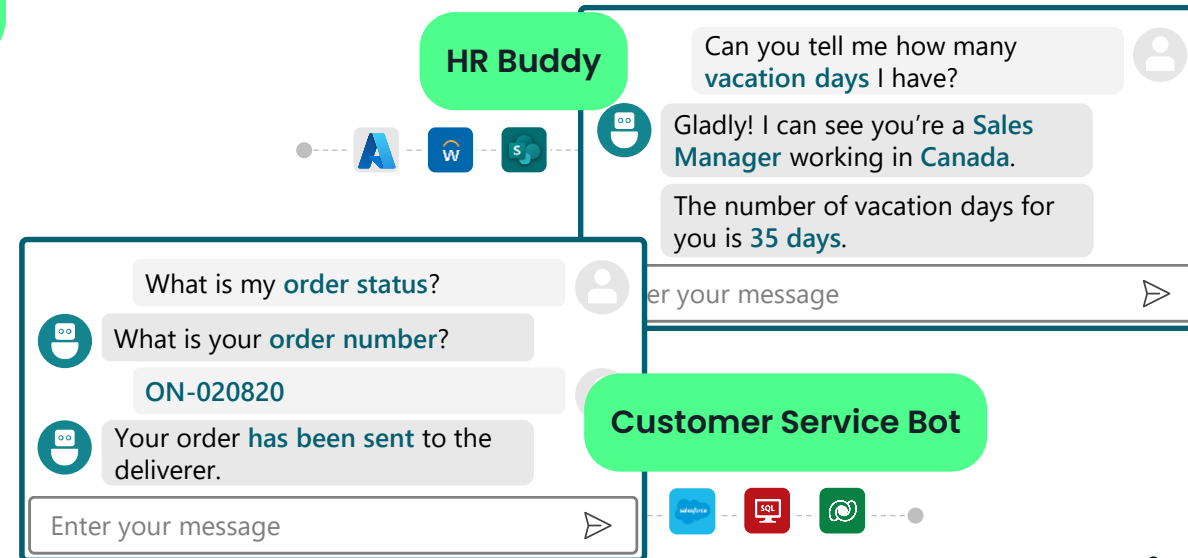 HR Buddy
Can you tell me how many
vacation days I have?
Gladly! I can see you’re a Sales
Manager working in Canada.
The number of vacation days for
you is 35 days.
er your message
W
S
What is my order status?
What is your order number?
ON-020820
Your order has been sent to the
deliverer.
Enter your message
Customer Service Bot
salesforce
SQL